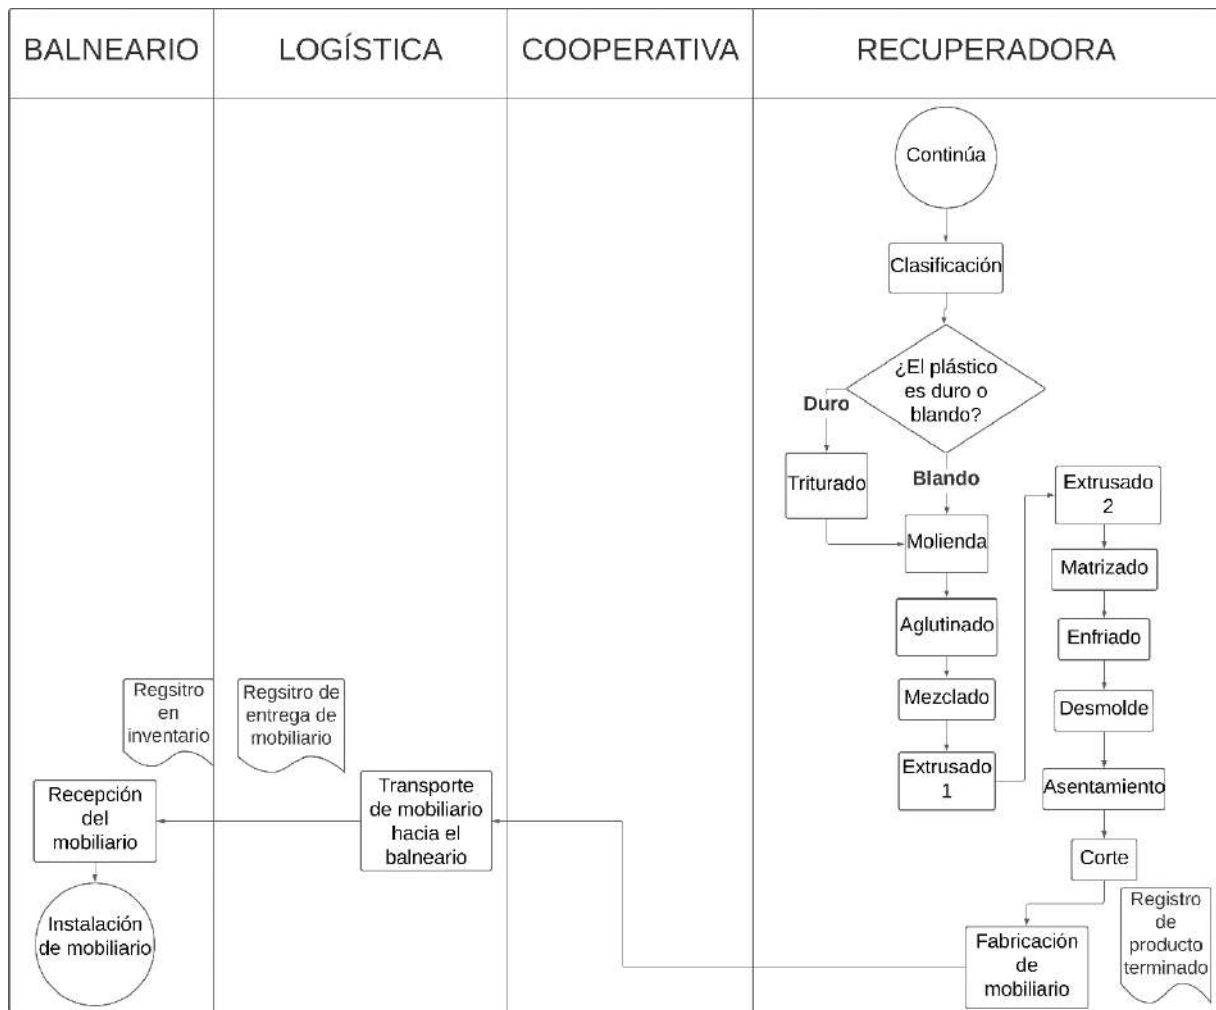 BALNEARIO
LOGÍSTICA
COOPERATIVA
RECUPERADORA
Continúa
Clasificación
¿El plástico
es duro o
blando?
Duro
Blando
Triturado
Molienda
Aglutinado
Mezclado
Extrusado
1
Extrusado
2
Matrizado
Enfriado
Desmolde
Asentamiento
Corte
Fabricación
de
mobiliario
Registro
de
producto
terminado
Transporte
de mobiliario
hacia el
balneario
Regsitro de
entrega de
mobiliario
Regsitro
en
inventario
Recepción
del
mobiliario
Instalación
de mobiliario